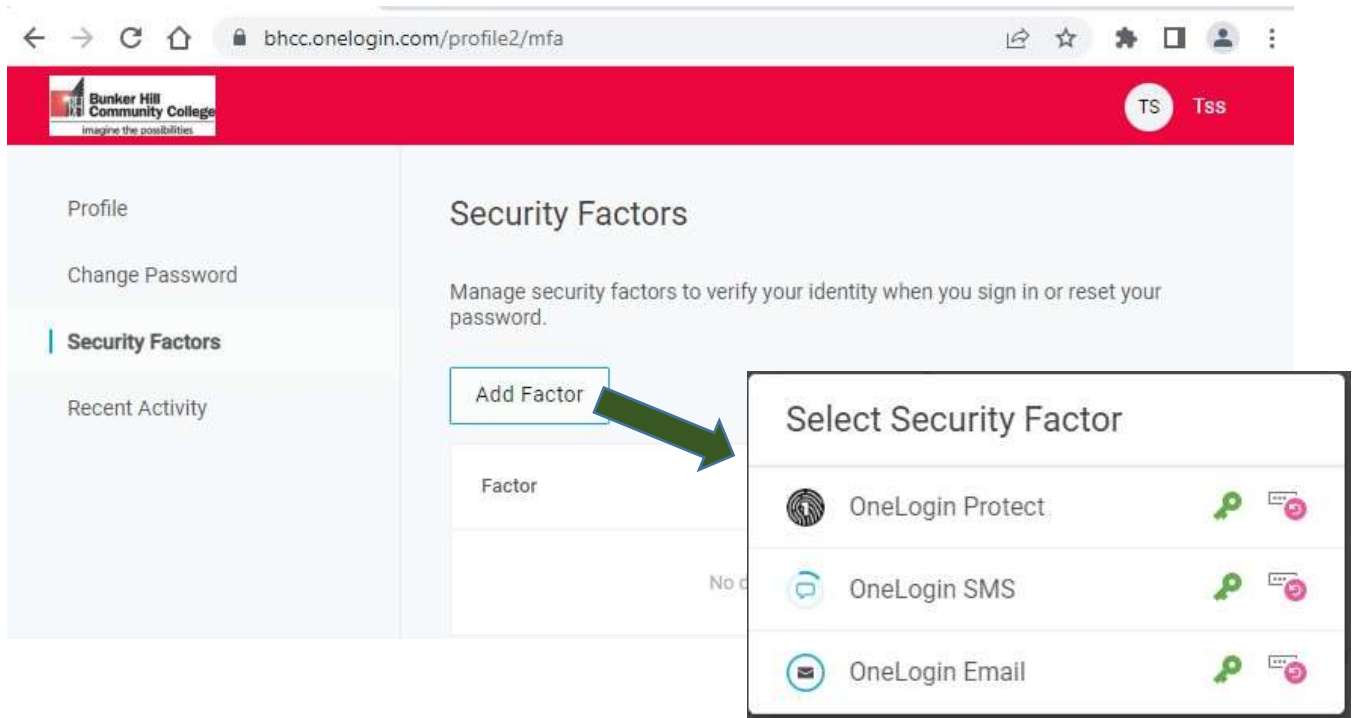 bhcc.onelogin.com/profile2/mfa
Bunker Hill
Community College
imagine the possibilities
TS Tss
Profile
Change Password
Security Factors
Recent Activity
Security Factors
Manage security factors to verify your identity when you sign in or reset your
password.
Add Factor
Factor
No
Select Security Factor
OneLogin Protect
OneLogin SMS
OneLogin Email